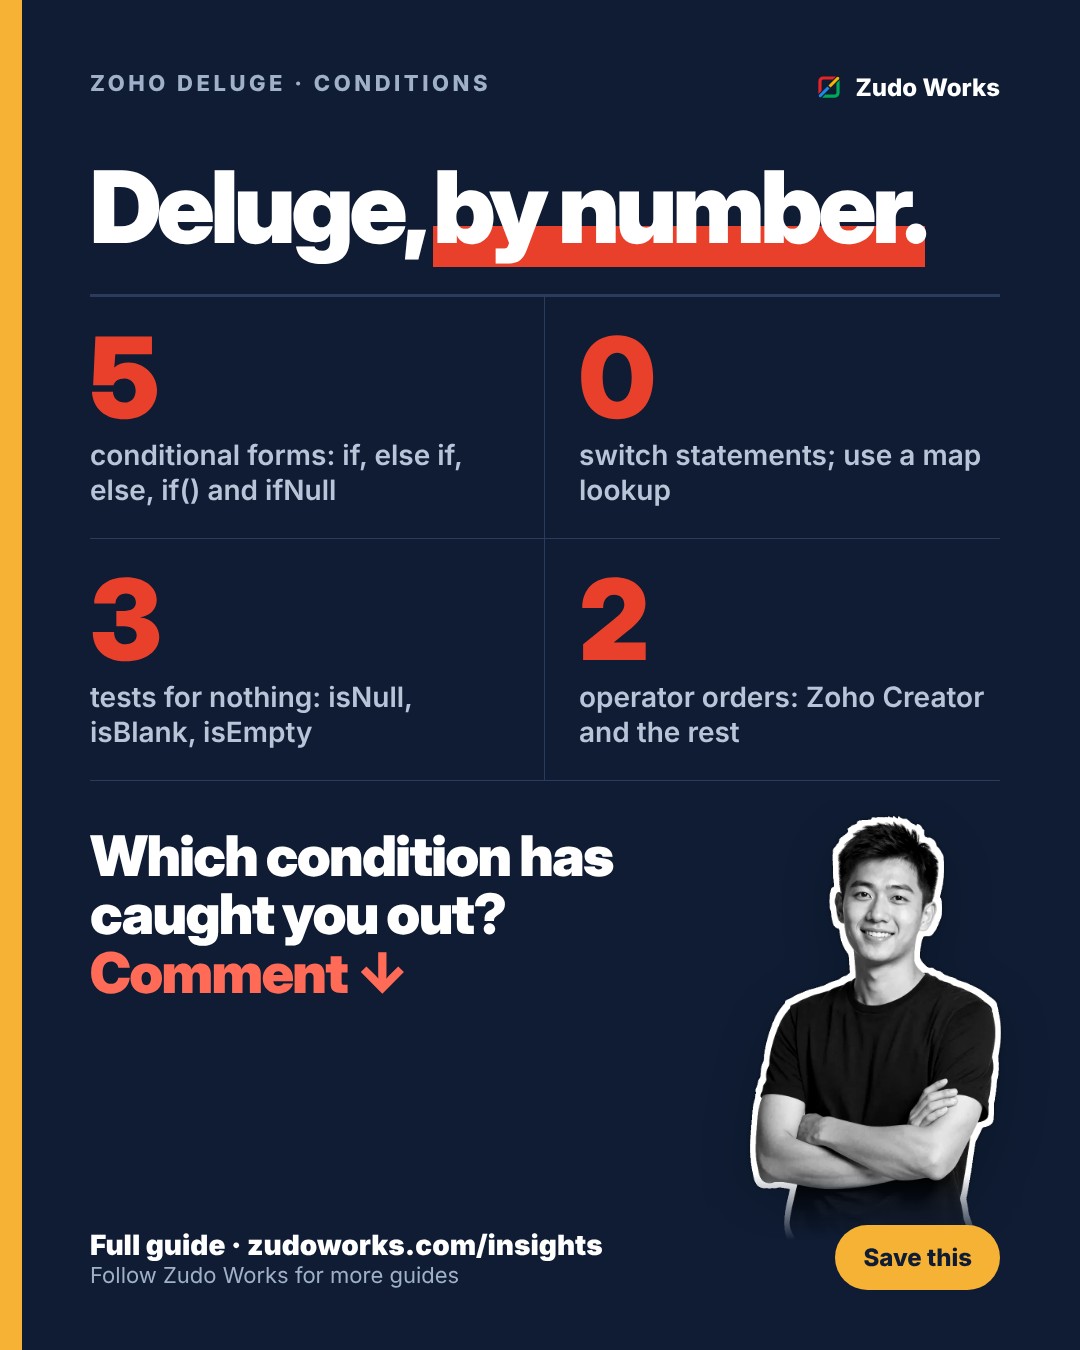 ZOHO DELUGE · CONDITIONS
Zudo Works
Deluge, by number.
5
conditional forms: if, else if,
else, if() and ifNull
0
switch statements; use a map
lookup
3
tests for nothing: isNull,
isBlank, isEmpty
2
operator orders: Zoho Creator
and the rest
Which condition has
caught you out?
Comment ↓
Full guide · zudoworks.com/insights
Follow Zudo Works for more guides
Save this